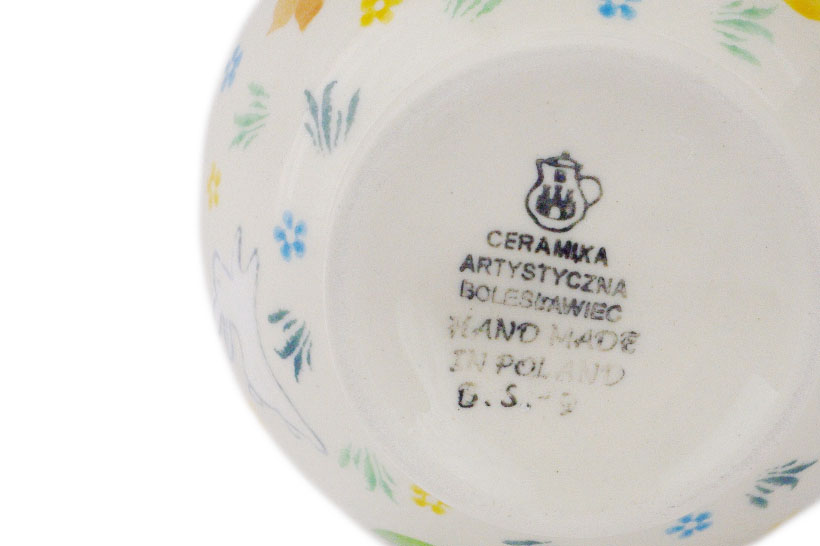 CERAMIKA
ARTYSTYCZNA
BOLESŁAWIEC
HAND MADE
IN POLAND